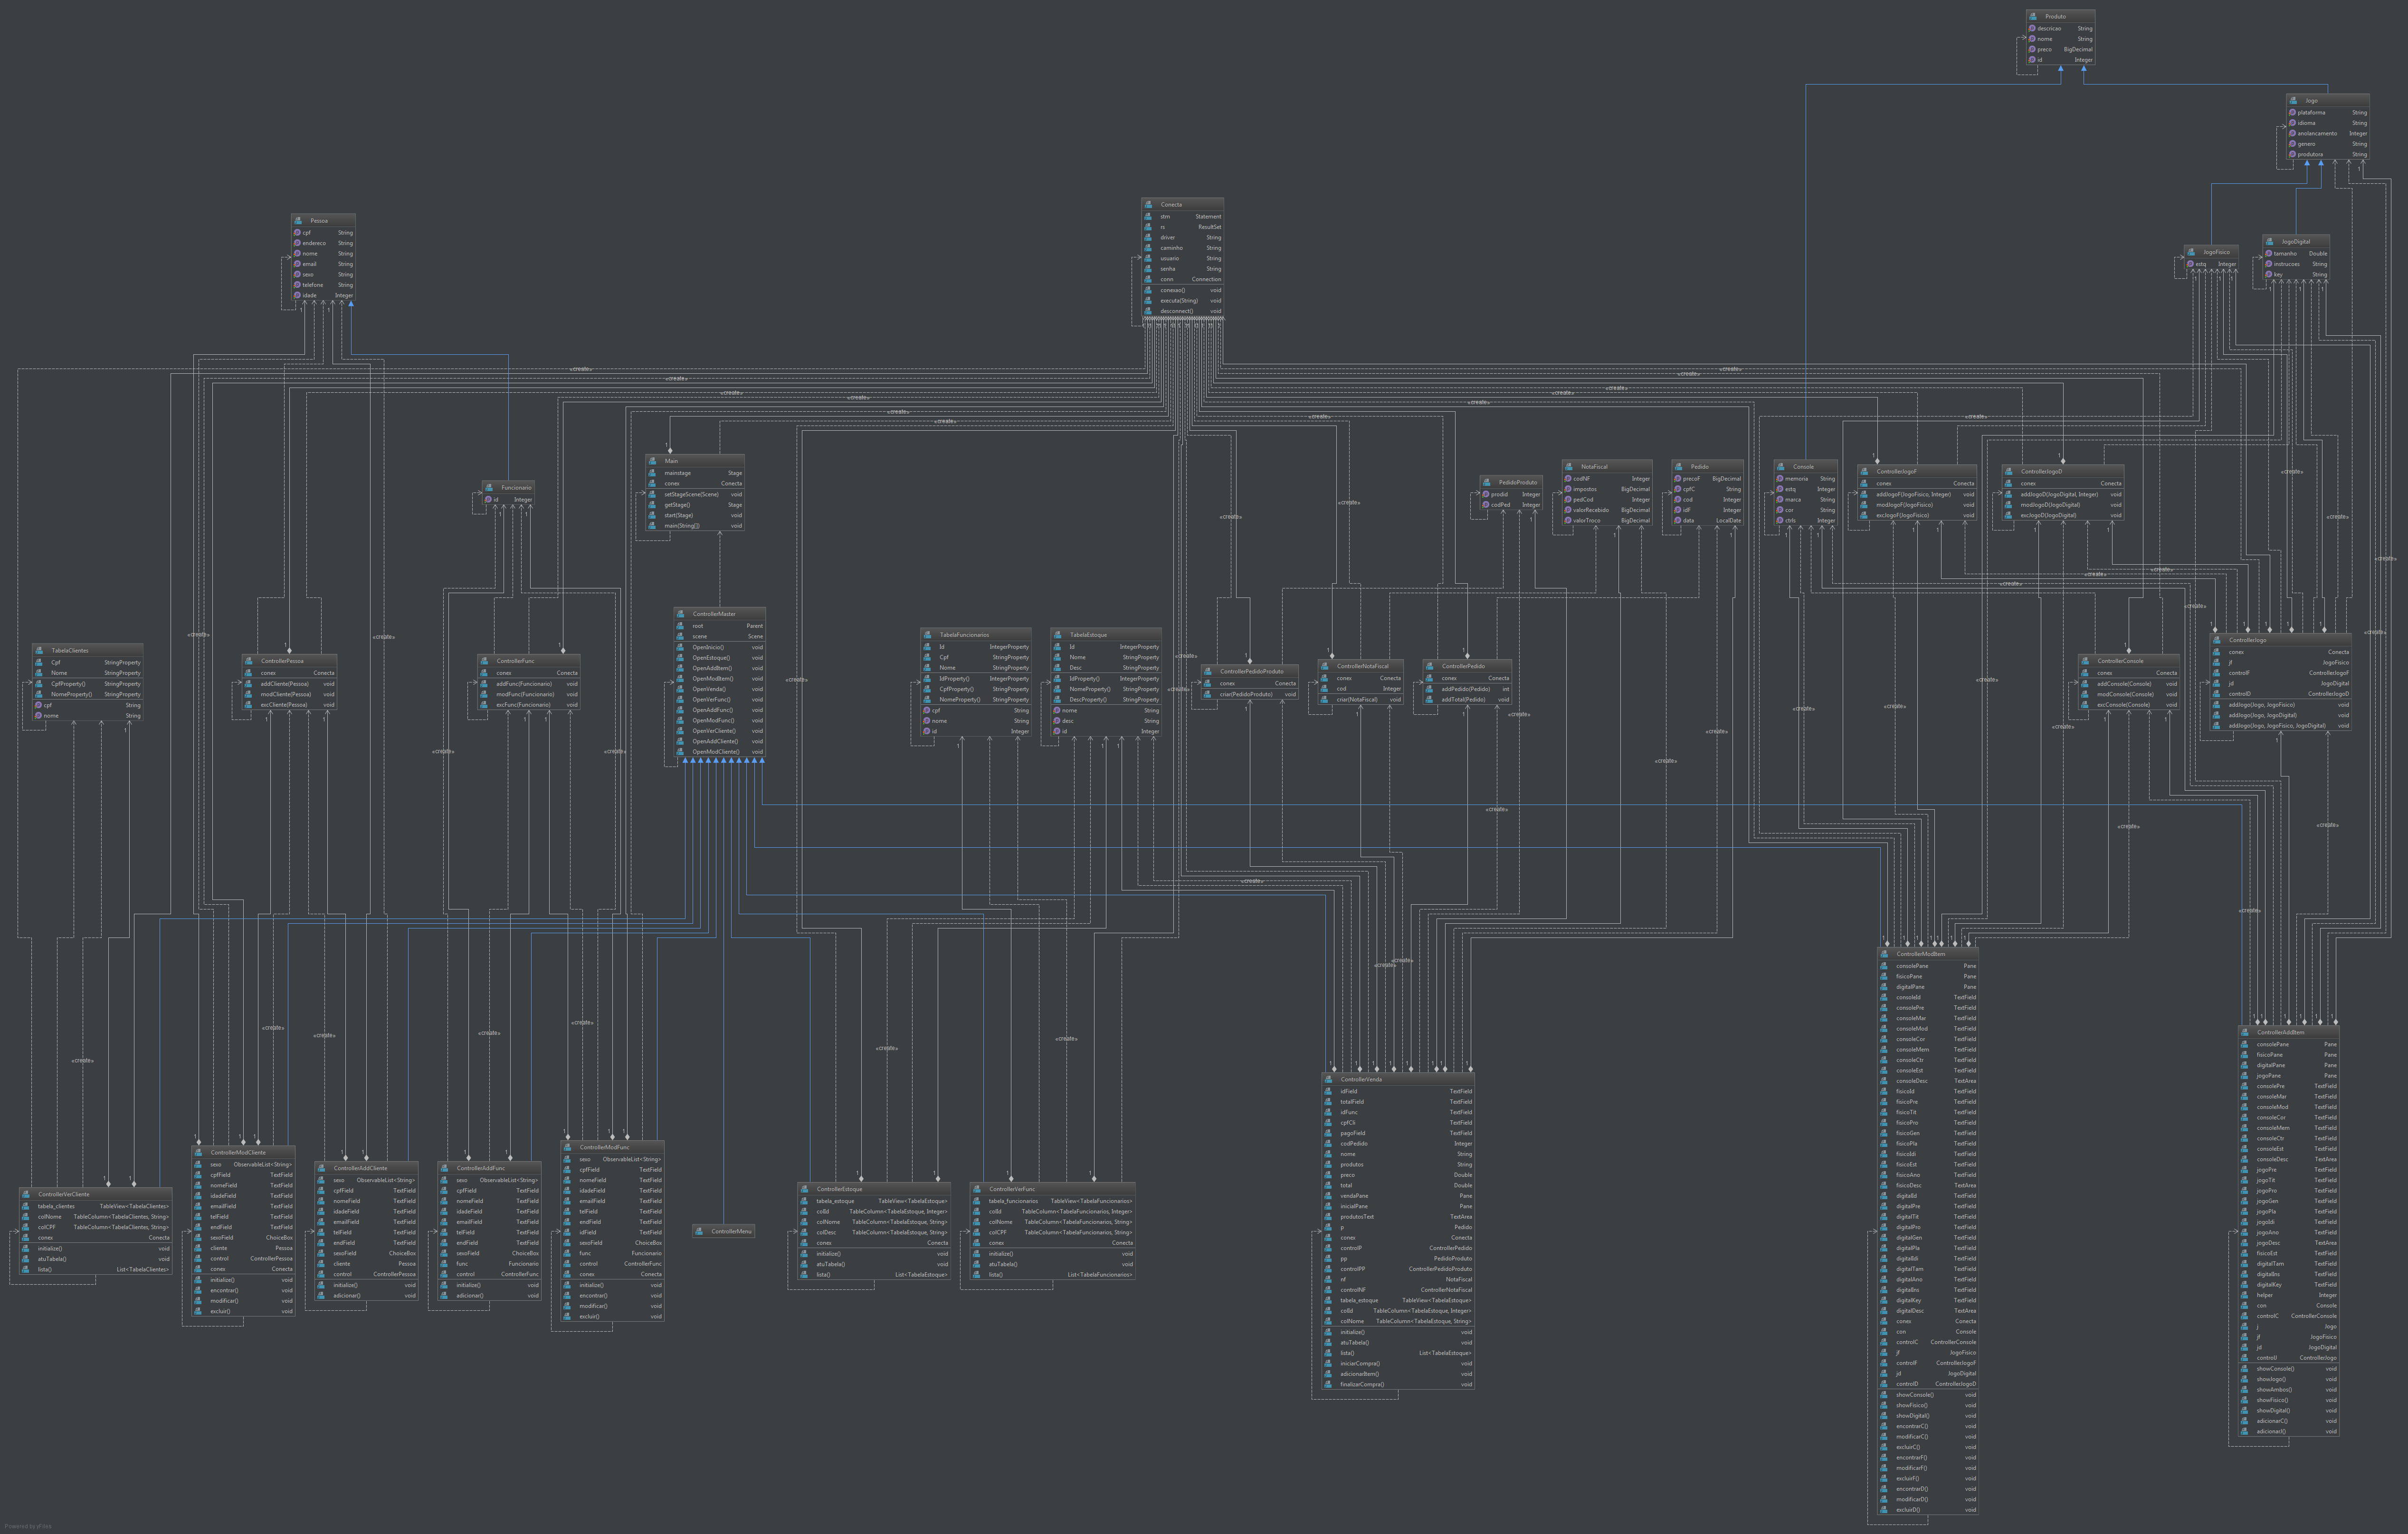 Produto
descricao String
nome String
preco BigDecimal
id Integer
Jogo
plataforma String
idioma String
anolancamento Integer
genero String
produtora String
Pessoa
cpf String
endereco String
nome String
email String
sexo String
telefone String
idade Integer
Conecta
stm Statement
rs ResultSet
driver String
caminho String
usuario String
senha String
conn Connection
conexao() void
executa(String) void
desconnect() void
JogoFisico
estq Integer
JogoDigital
tamanho Double
instrucoes String
key String
Funcionario
id Integer
Main
mainstage Stage
conex Conecta
setStageScene(Scene) void
getStage() Stage
start(Stage) void
main(String[]) void
PedidoProduto
prodid Integer
codPed Integer
NotaFiscal
codNF Integer
impostos BigDecimal
pedCod Integer
valorRecebido BigDecimal
valorTroco BigDecimal
Pedido
precoF BigDecimal
cpfC String
cod Integer
idF Integer
data LocalDate
Console
memoria String
estq Integer
marca String
cor String
ctrls Integer
ControllerJogoF
conex Conecta
addJogoF(JogoFisico, Integer) void
modJogoF(JogoFisico) void
excJogoF(JogoFisico) void
ControllerJogoD
conex Conecta
addJogoD(JogoDigital, Integer) void
modJogoD(JogoDigital) void
excJogoD(JogoDigital) void
TabelaClientes
Cpf StringProperty
Nome StringProperty
CpfProperty() StringProperty
NomeProperty() StringProperty
cpf String
nome String
ControllerPessoa
conex Conecta
addCliente(Pessoa) void
modCliente(Pessoa) void
excCliente(Pessoa) void
ControllerFunc
conex Conecta
addFunc(Funcionario) void
modFunc(Funcionario) void
excFunc(Funcionario) void
ControllerMaster
root Parent
scene Scene
OpenInicio() void
OpenEstoque() void
OpenAddItem() void
OpenModItem() void
OpenVenda() void
OpenVerFunc() void
OpenAddFunc() void
OpenModFunc() void
OpenVerCliente() void
OpenAddCliente() void
OpenModCliente() void
TabelaFuncionarios
Id IntegerProperty
Cpf StringProperty
Nome StringProperty
IdProperty() IntegerProperty
CpfProperty() StringProperty
NomeProperty() StringProperty
cpf String
nome String
id Integer
TabelaEstoque
Id IntegerProperty
Nome StringProperty
Desc StringProperty
IdProperty() IntegerProperty
NomeProperty() StringProperty
DescProperty() StringProperty
nome String
desc String
id Integer
ControllerPedidoProduto
conex Conecta
criar(PedidoProduto) void
ControllerNotaFiscal
conex Conecta
cod Integer
criar(NotaFiscal) void
ControllerPedido
conex Conecta
addPedido(Pedido) int
addTotal(Pedido) void
ControllerConsole
conex Conecta
addConsole(Console) void
modConsole(Console) void
excConsole(Console) void
ControllerJogo
conex Conecta
jf JogoFisico
controlF ControllerJogoF
jd JogoDigital
controlD ControllerJogoD
addJogo(Jogo, JogoFisico) void
addJogo(Jogo, JogoDigital) void
addJogo(Jogo, JogoFisico, JogoDigital) void
ControllerVerCliente
tabela_clientes TableView<TabelaClientes>
colNome TableColumn<TabelaClientes, String>
colCPF TableColumn<TabelaClientes, String>
conex Conecta
initialize() void
atuTabela() void
lista() List<TabelaClientes>
ControllerModCliente
sexo ObservableList<String>
cpfField TextField
nomeField TextField
idadeField TextField
emailField TextField
telField TextField
endField TextField
sexoField ChoiceBox
cliente Pessoa
control ControllerPessoa
conex Conecta
initialize() void
encontrar() void
modificar() void
excluir() void
ControllerAddCliente
sexo ObservableList<String>
cpfField TextField
nomeField TextField
idadeField TextField
emailField TextField
telField TextField
endField TextField
sexoField ChoiceBox
cliente Pessoa
control ControllerPessoa
initialize() void
adicionar() void
ControllerAddFunc
sexo ObservableList<String>
cpfField TextField
nomeField TextField
idadeField TextField
emailField TextField
telField TextField
endField TextField
sexoField ChoiceBox
func Funcionario
control ControllerFunc
initialize() void
adicionar() void
ControllerModFunc
sexo ObservableList<String>
cpfField TextField
nomeField TextField
idadeField TextField
emailField TextField
telField TextField
endField TextField
idField TextField
sexoField ChoiceBox
func Funcionario
control ControllerFunc
conex Conecta
initialize() void
encontrar() void
modificar() void
excluir() void
ControllerMenu
ControllerEstoque
tabela_estoque TableView<TabelaEstoque>
colId TableColumn<TabelaEstoque, Integer>
colNome TableColumn<TabelaEstoque, String>
colDesc TableColumn<TabelaEstoque, String>
conex Conecta
initialize() void
atuTabela() void
lista() List<TabelaEstoque>
ControllerVerFunc
tabela_funcionarios TableView<TabelaFuncionarios>
colId TableColumn<TabelaFuncionarios, Integer>
colNome TableColumn<TabelaFuncionarios, String>
colCPF TableColumn<TabelaFuncionarios, String>
conex Conecta
initialize() void
atuTabela() void
lista() List<TabelaFuncionarios>
ControllerVenda
idField TextField
totalField TextField
idFunc TextField
cpfCli TextField
pagoField TextField
codPedido Integer
nome String
produtos String
preco Double
total Double
vendaPane Pane
inicialPane Pane
produtosText TextArea
p Pedido
conex Conecta
controlP ControllerPedido
pp PedidoProduto
controlPP ControllerPedidoProduto
nf NotaFiscal
controlNF ControllerNotaFiscal
tabela_estoque TableView<TabelaEstoque>
colId TableColumn<TabelaEstoque, Integer>
colNome TableColumn<TabelaEstoque, String>
initialize() void
atuTabela() void
lista() List<TabelaEstoque>
iniciarCompra() void
adicionarItem() void
finalizarCompra() void
ControllerModItem
consolePane Pane
fisicoPane Pane
digitalPane Pane
consoleId TextField
consolePre TextField
consoleMar TextField
consoleMod TextField
consoleCor TextField
consoleMem TextField
consoleCtr TextField
consoleEst TextField
consoleDesc TextArea
fisicoId TextField
fisicoPre TextField
fisicoTit TextField
fisicoPro TextField
fisicoGen TextField
fisicoPla TextField
fisicoIdi TextField
fisicoEst TextField
fisicoAno TextField
fisicoDesc TextArea
digitalId TextField
digitalPre TextField
digitalTit TextField
digitalPro TextField
digitalGen TextField
digitalPla TextField
digitalIdi TextField
digitalTam TextField
digitalAno TextField
digitalIns TextField
digitalKey TextField
digitalDesc TextArea
conex Conecta
con Console
controlC ControllerConsole
jf JogoFisico
controlF ControllerJogoF
jd JogoDigital
controlD ControllerJogoD
showConsole() void
showFisico() void
showDigital() void
encontrarC() void
modificarC() void
excluirC() void
encontrarF() void
modificarF() void
excluirF() void
encontrarD() void
modificarD() void
excluirD() void
ControllerAddItem
consolePane Pane
fisicoPane Pane
digitalPane Pane
jogoPane Pane
consolePre TextField
consoleMar TextField
consoleMod TextField
consoleCor TextField
consoleMem TextField
consoleCtr TextField
consoleEst TextField
consoleDesc TextArea
jogoPre TextField
jogoTit TextField
jogoPro TextField
jogoGen TextField
jogoPla TextField
jogoIdi TextField
jogoAno TextField
jogoDesc TextArea
fisicoEst TextField
digitalTam TextField
digitalIns TextField
digitalKey TextField
helper Integer
con Console
controlC ControllerConsole
j Jogo
jf JogoFisico
jd JogoDigital
controlJ ControllerJogo
showConsole() void
showJogo() void
showAmbos() void
showFisico() void
showDigital() void
adicionarC() void
adicionarJ() void
Powered by yFiles